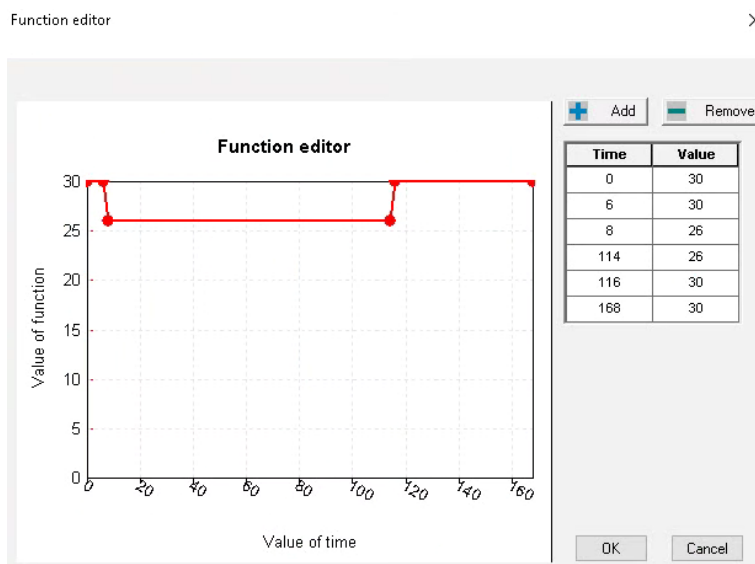 Function editor
Add Remove
Function editor
30
25
20
15
10
5
0
Value of function
0 20 40 60 80 100 120 140 160
Value of time
Time Value
0 30
6 30
8 26
114 26
116 30
168 30
OK Cancel